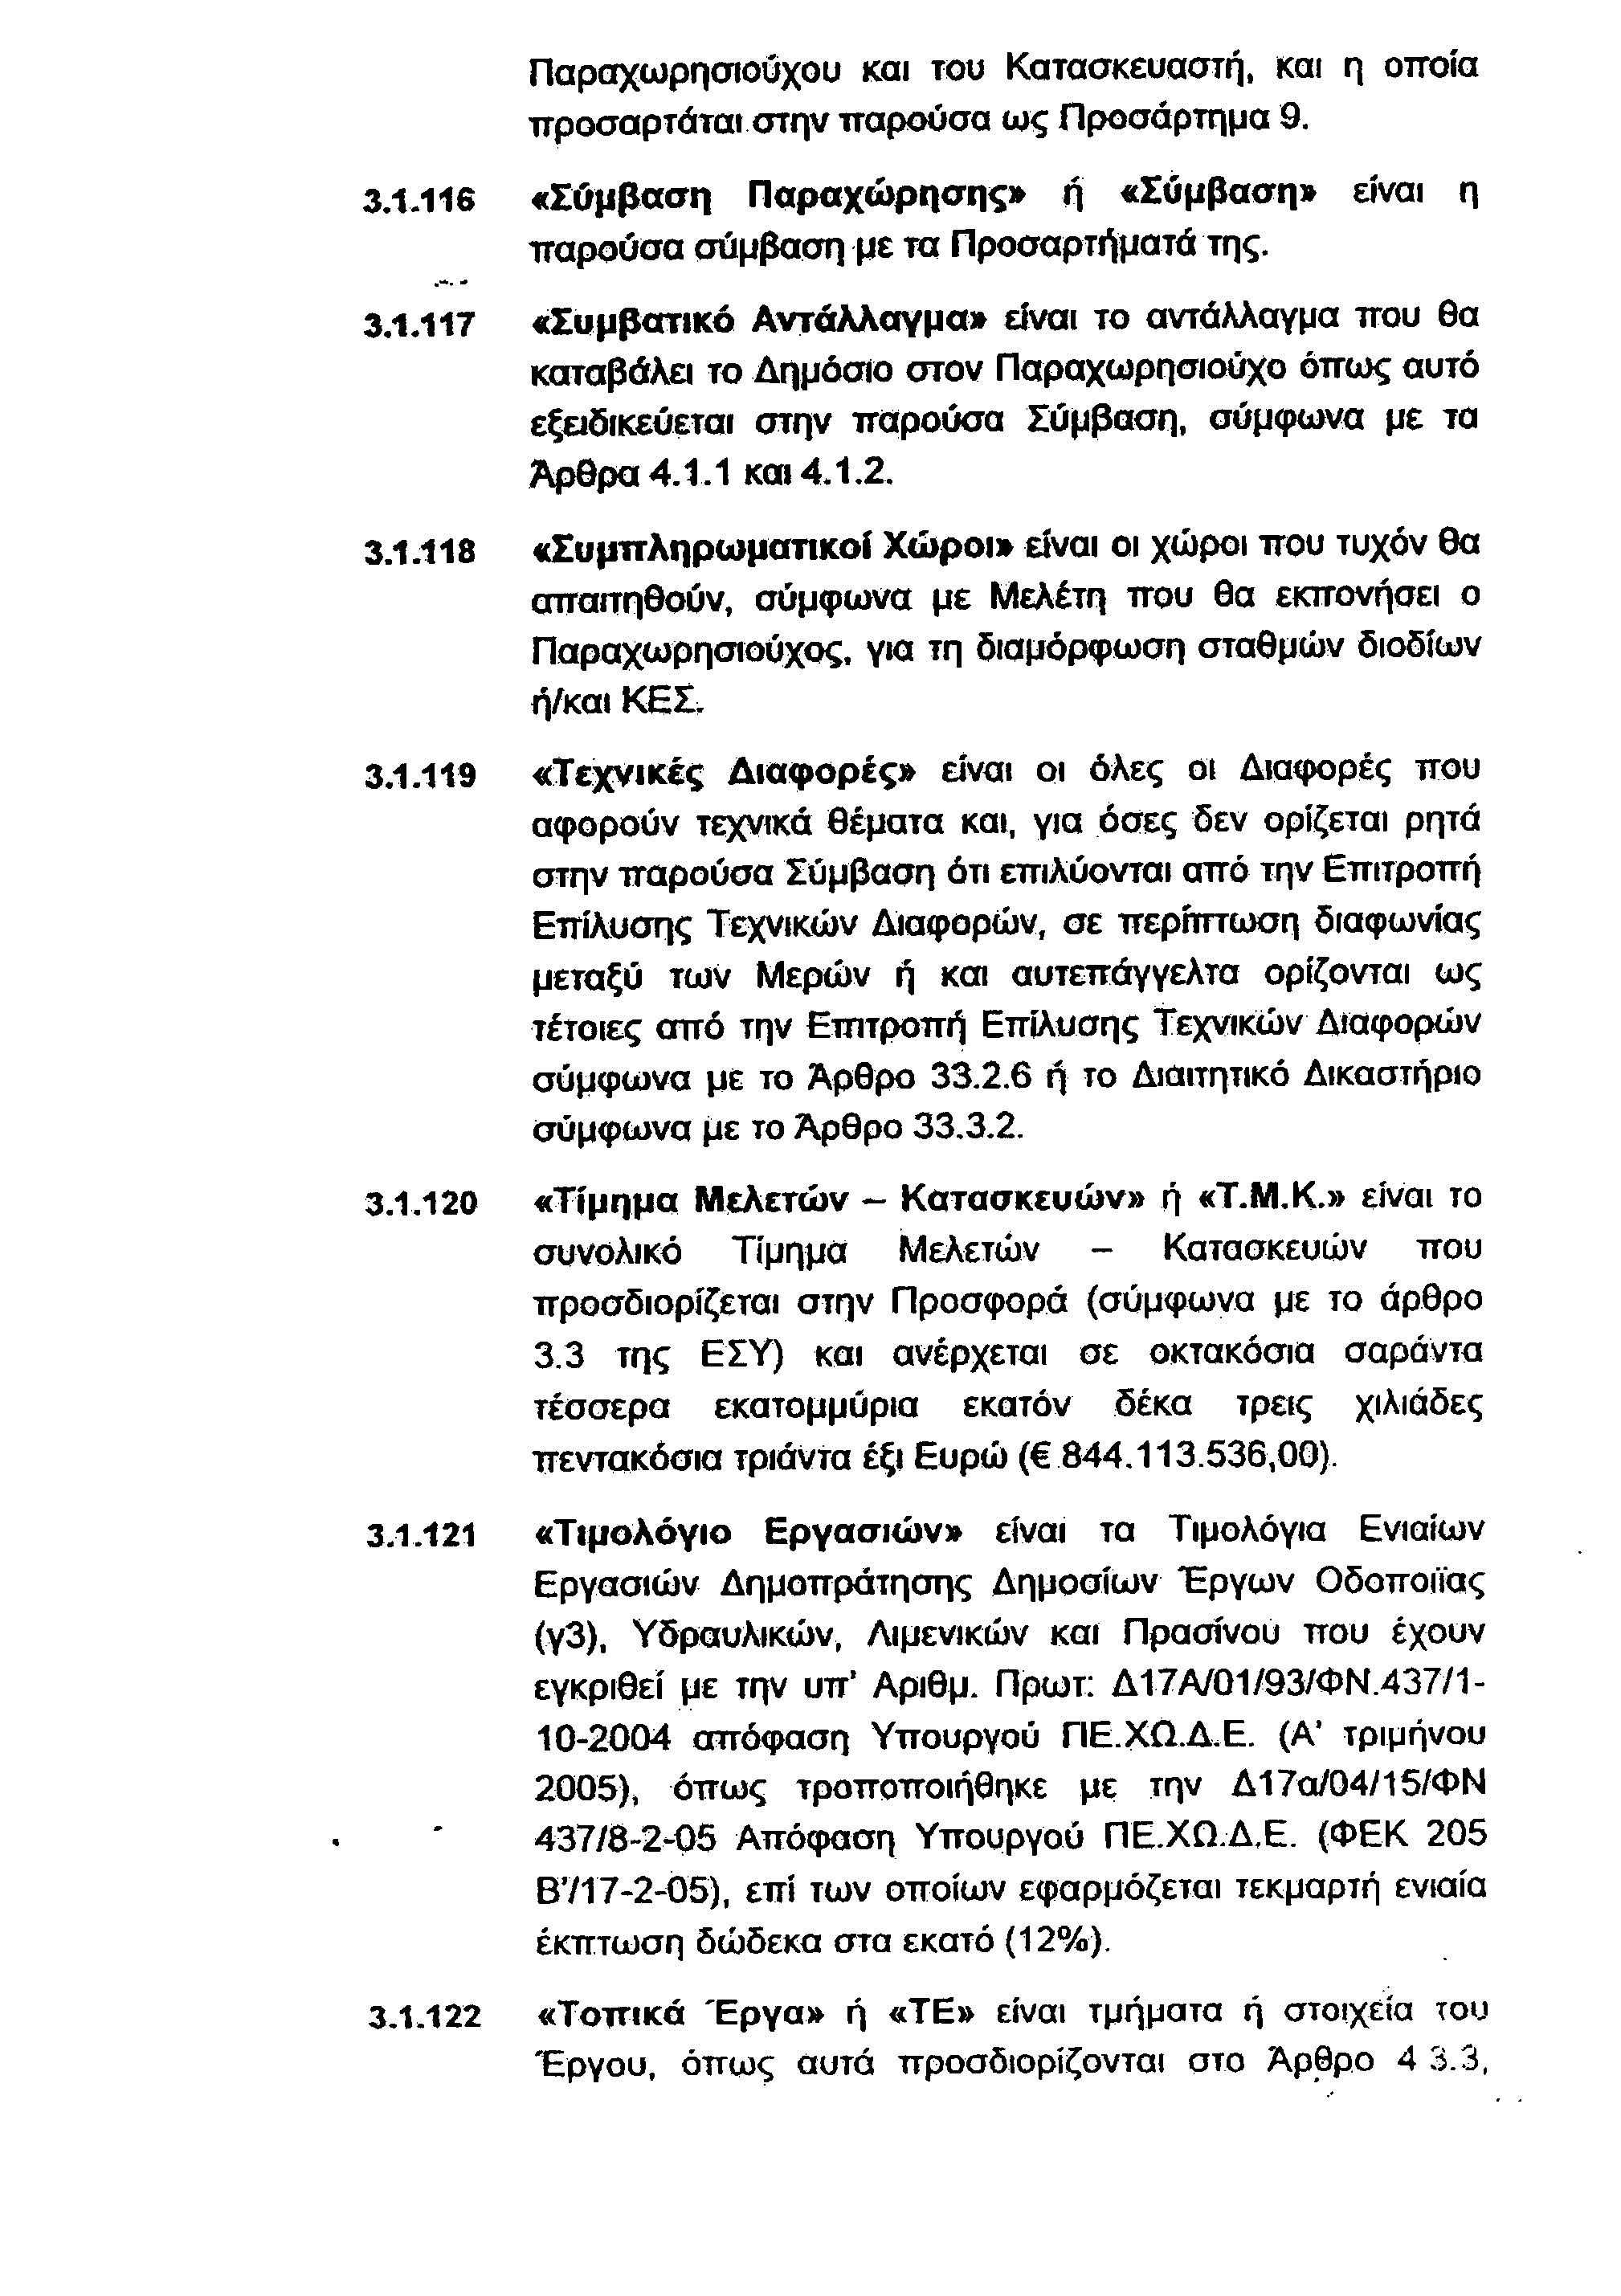 Παραχωρησιούχου και του Κατασκευαστή, και η οποία
προσαρτάται στην παρούσα ως Προσάρτημα 9.
3.1.116 «Σύμβαση Παραχώρησης» ή «Σύμβαση» είναι η
παρούσα σύμβαση με τα Προσαρτήματά της.
3.1.117 «Συμβατικό Αντάλλαγμα» είναι το αντάλλαγμα που θα
καταβάλει το Δημόσιο στον Παραχωρησιούχο όπως αυτό
εξειδικεύεται στην παρούσα Σύμβαση, σύμφωνα με τα
Άρθρα 4.1.1 και 4.1.2.
3.1.118 «Συμπληρωματικοί Χώροι» είναι οι χώροι που τυχόν θα
απαιτηθούν, σύμφωνα με Μελέτη που θα εκπονήσει ο
Παραχωρησιούχος, για τη διαμόρφωση σταθμών διοδίων
ή/και ΚΕΣ.
3.1.119 «Τεχνικές Διαφορές» είναι οι όλες οι Διαφορές που
αφορούν τεχνικά θέματα και, για όσες δεν ορίζεται ρητά
στην παρούσα Σύμβαση ότι επιλύονται από την Επιτροπή
Επίλυσης Τεχνικών Διαφορών, σε περίπτωση διαφωνίας
μεταξύ των Μερών ή και αυτεπάγγελτα ορίζονται ως
τέτοιες από την Επιτροπή Επίλυσης Τεχνικών Διαφορών
σύμφωνα με το Άρθρο 33.2.6 ή το Διαιτητικό Δικαστήριο
σύμφωνα με το Άρθρο 33.3.2.
3.1.120 «Τίμημα Μελετών – Κατασκευών» ή «Τ.Μ.Κ.» είναι το
συνολικό Τίμημα Μελετών – Κατασκευών που
προσδιορίζεται στην Προσφορά (σύμφωνα με το άρθρο
3.3 της ΕΣΥ) και ανέρχεται σε οκτακόσια σαράντα
τέσσερα εκατομμύρια εκατόν δέκα τρεις χιλιάδες
πεντακόσια τριάντα έξι Ευρώ (€ 844.113.536,00).
3.1.121 «Τιμολόγιο Εργασιών» είναι τα Τιμολόγια Ενιαίων
Εργασιών Δημοπράτησης Δημοσίων Έργων Οδοποιΐας
(γ3), Υδραυλικών, Λιμενικών και Πρασίνου που έχουν
εγκριθεί με την υπ' Αριθμ. Πρωτ: Δ17Α/01/93/ΦΝ.437/1-
10-2004 απόφαση Υπουργού ΠΕ.ΧΩ.Δ.Ε. (Α' τριμήνου
2005), όπως τροποποιήθηκε με την Δ17α/04/15/ΦΝ
437/8-2-05 Απόφαση Υπουργού ΠΕ.ΧΩ.Δ.Ε. (ΦΕΚ 205
Β'/17-2-05), επί των οποίων εφαρμόζεται τεκμαρτή ενιαία
έκπτωση δώδεκα στα εκατό (12%).
3.1.122 «Τοπικά Έργα» ή «ΤΕ» είναι τμήματα ή στοιχεία του
Έργου, όπως αυτά προσδιορίζονται στο Άρθρο 4 3.3,